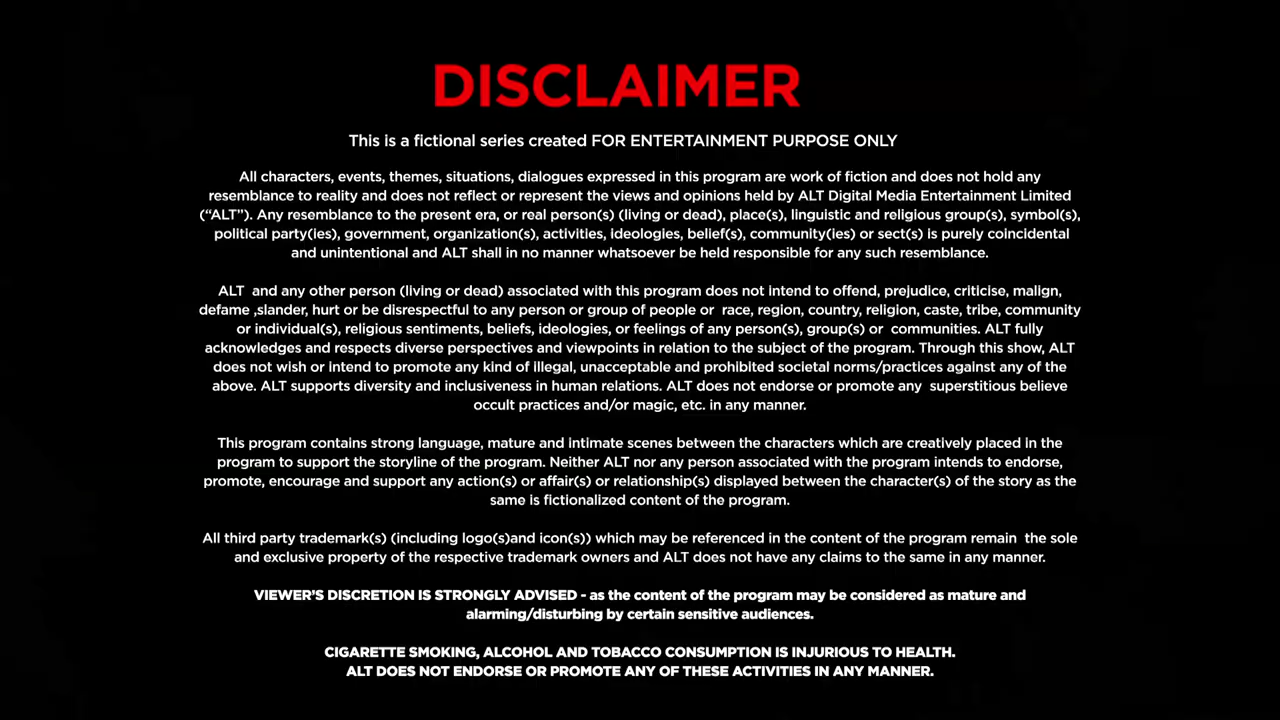 DISCLAIMER
This is a fictional series created FOR ENTERTAINMENT PURPOSE ONLY
All characters, events, themes, situations, dialogues expressed in this program are work of fiction and does not hold any
resemblance to reality and does not reflect or represent the views and opinions held by ALT Digital Media Entertainment Limited
(“ALT”). Any resemblance to the present era, or real person(s) (living or dead), place(s), linguistic and religious group(s), symbol(s),
political party(ies), government, organization(s), activities, ideologies, belief(s), community(ies) or sect(s) is purely coincidental
and unintentional and ALT shall in no manner whatsoever be held responsible for any such resemblance.
ALT  and any other person (living or dead) associated with this program does not intend to offend, prejudice, criticise, malign,
defame ,slander, hurt or be disrespectful to any person or group of people or  race, region, country, religion, caste, tribe, community
or individual(s), religious sentiments, beliefs, ideologies, or feelings of any person(s), group(s) or  communities. ALT fully
acknowledges and respects diverse perspectives and viewpoints in relation to the subject of the program. Through this show, ALT
does not wish or intend to promote any kind of illegal, unacceptable and prohibited societal norms/practices against any of the
above. ALT supports diversity and inclusiveness in human relations. ALT does not endorse or promote any  superstitious believe
occult practices and/or magic, etc. in any manner.
This program contains strong language, mature and intimate scenes between the characters which are creatively placed in the
program to support the storyline of the program. Neither ALT nor any person associated with the program intends to endorse,
promote, encourage and support any action(s) or affair(s) or relationship(s) displayed between the character(s) of the story as the
same is fictionalized content of the program.
All third party trademark(s) (including logo(s)and icon(s)) which may be referenced in the content of the program remain  the sole
and exclusive property of the respective trademark owners and ALT does not have any claims to the same in any manner.
VIEWER’S DISCRETION IS STRONGLY ADVISED - as the content of the program may be considered as mature and
alarming/disturbing by certain sensitive audiences.
CIGARETTE SMOKING, ALCOHOL AND TOBACCO CONSUMPTION IS INJURIOUS TO HEALTH.
ALT DOES NOT ENDORSE OR PROMOTE ANY OF THESE ACTIVITIES IN ANY MANNER.